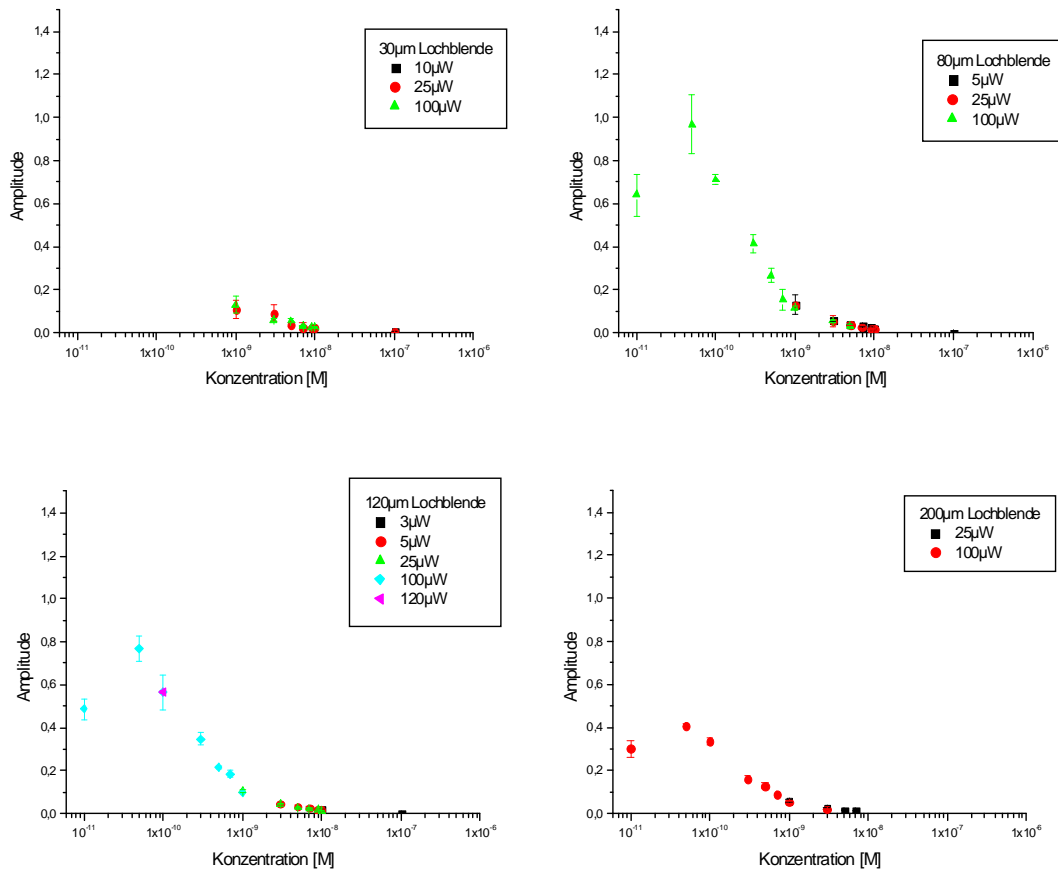 1,4
1,2
1,0
0,8
0,6
0,4
0,2
0,0
Amplitude
30µm Lochblende
10µW
25µW
100µW
10⁻¹¹ 1x10⁻¹⁰ 1x10⁻⁹ 1x10⁻⁸ 1x10⁻⁷ 1x10⁻⁶
Konzentration [M]
1,4
1,2
1,0
0,8
0,6
0,4
0,2
0,0
Amplitude
80µm Lochblende
5µW
25µW
100µW
10⁻¹¹ 1x10⁻¹⁰ 1x10⁻⁹ 1x10⁻⁸ 1x10⁻⁷ 1x10⁻⁶
Konzentration [M]
1,4
1,2
1,0
0,8
0,6
0,4
0,2
0,0
Amplitude
120µm Lochblende
3µW
5µW
25µW
100µW
120µW
10⁻¹¹ 1x10⁻¹⁰ 1x10⁻⁹ 1x10⁻⁸ 1x10⁻⁷ 1x10⁻⁶
Konzentration [M]
1,4
1,2
1,0
0,8
0,6
0,4
0,2
0,0
Amplitude
200µm Lochblende
25µW
100µW
10⁻¹¹ 1x10⁻¹⁰ 1x10⁻⁹ 1x10⁻⁸ 1x10⁻⁷ 1x10⁻⁶
Konzentration [M]